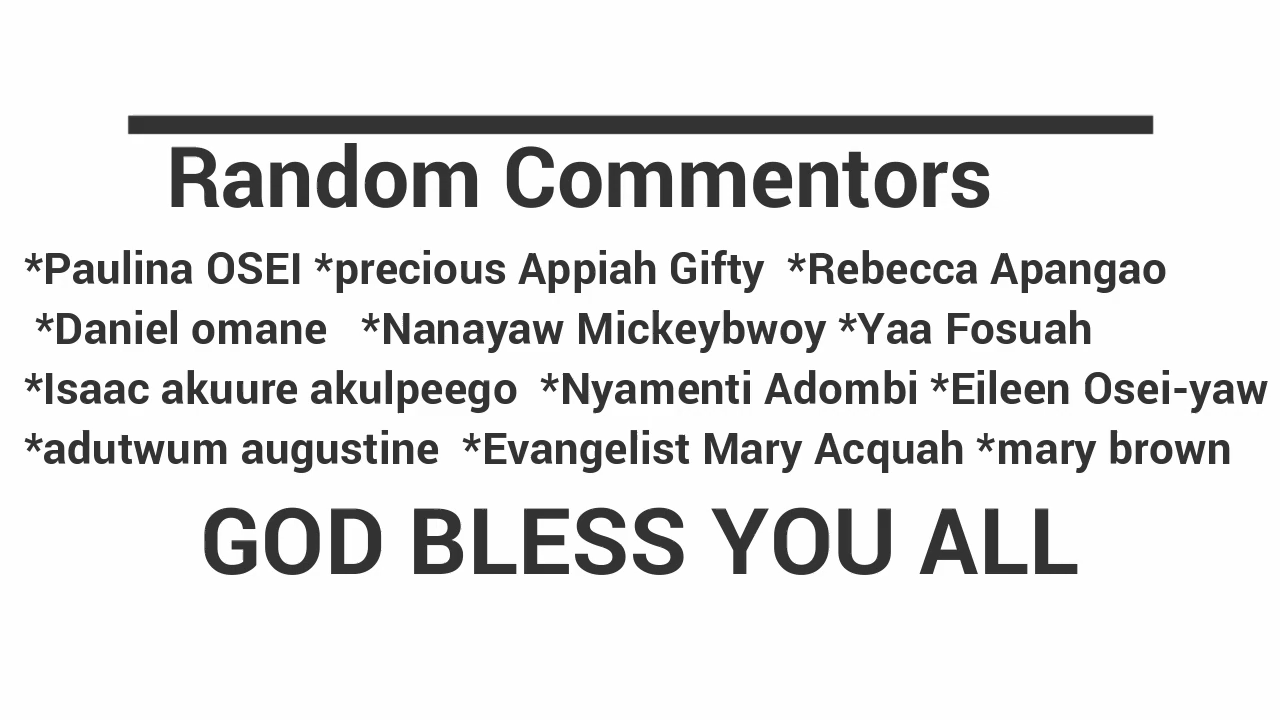 Random Commentors
*Paulina OSEI *precious Appiah Gifty *Rebecca Apangao
*Daniel omane *Nanayaw Mickeybwoy *Yaa Fosuah
*Isaac akuure akulpeego *Nyamenti Adombi *Eileen Osei-yaw
*adutwum augustine *Evangelist Mary Acquah *mary brown
GOD BLESS YOU ALL